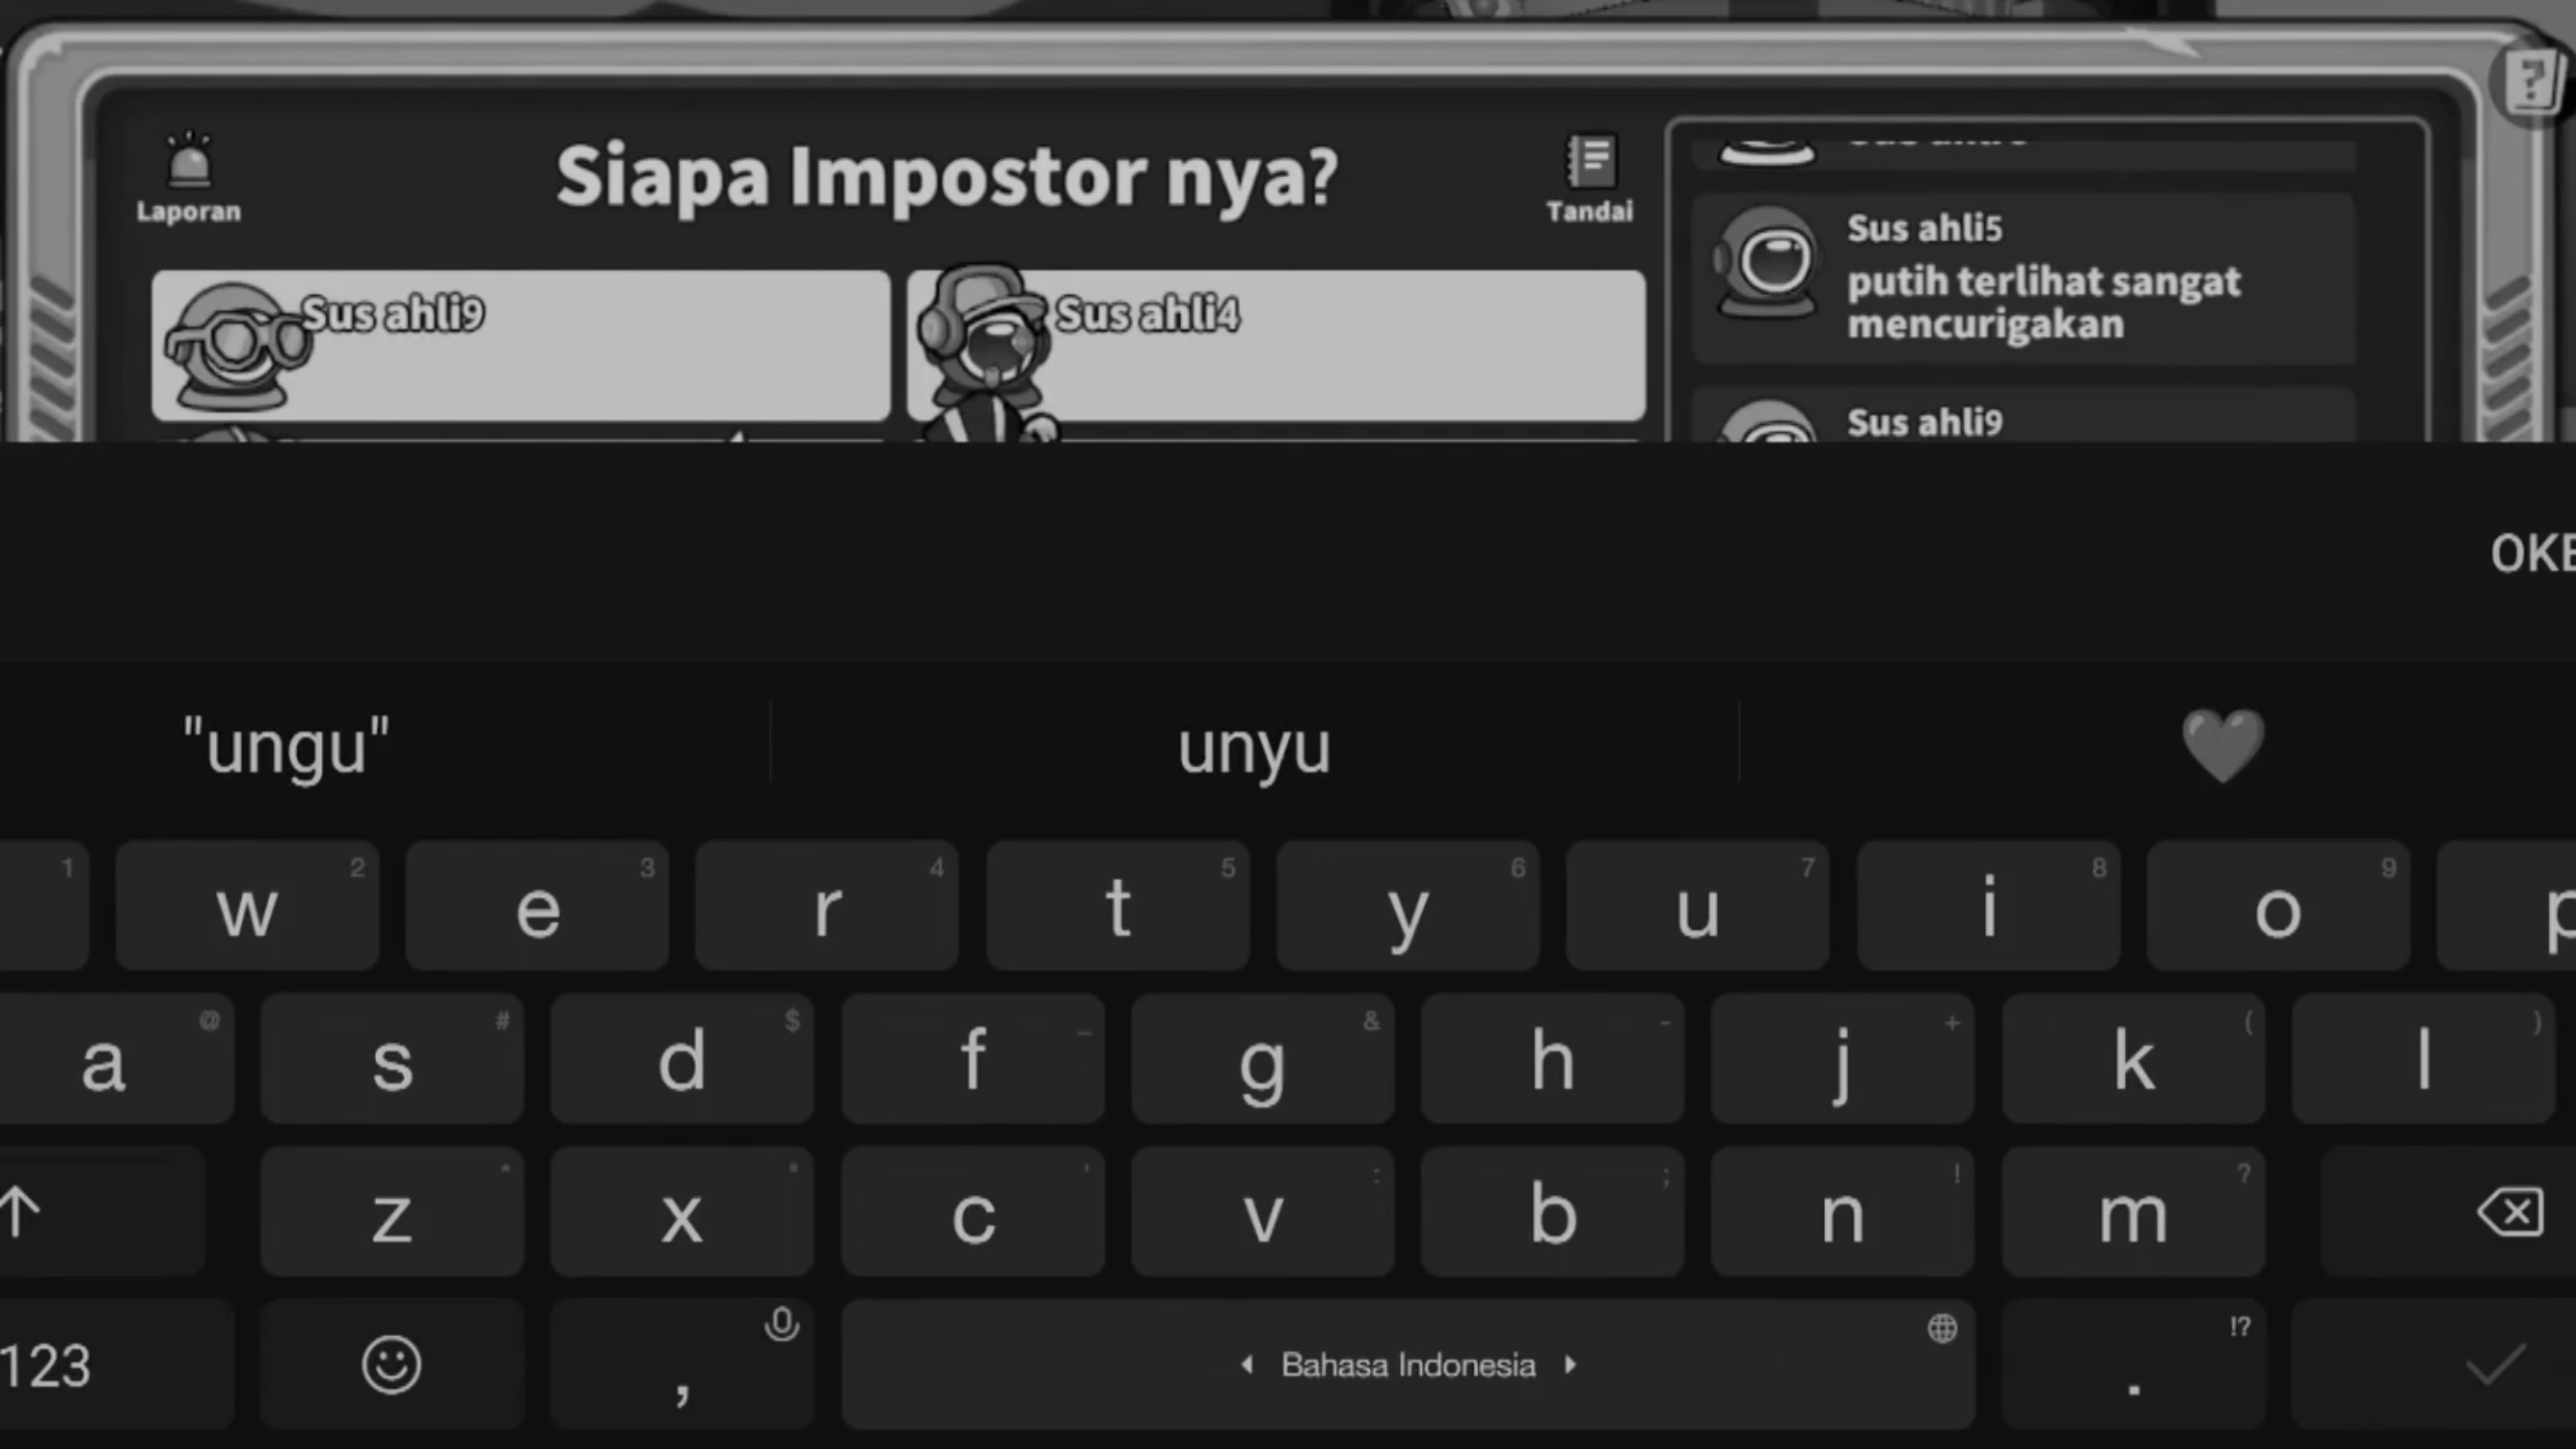 Laporan
Siapa Impostor nya?
Tandai
Sus ahli9
Sus ahli4
Sus ahli5
putih terlihat sangat
mencurigakan
Sus ahli9
"ungu"
unyu
1 w 2 e 3 r 4 t 5 y 6 u 7 i 8 o 9 p
a @ s # d $ f _ g & h - j + k ( l )
z * x " c ' v : b ; n ! m ?
123 , Bahasa Indonesia . !?